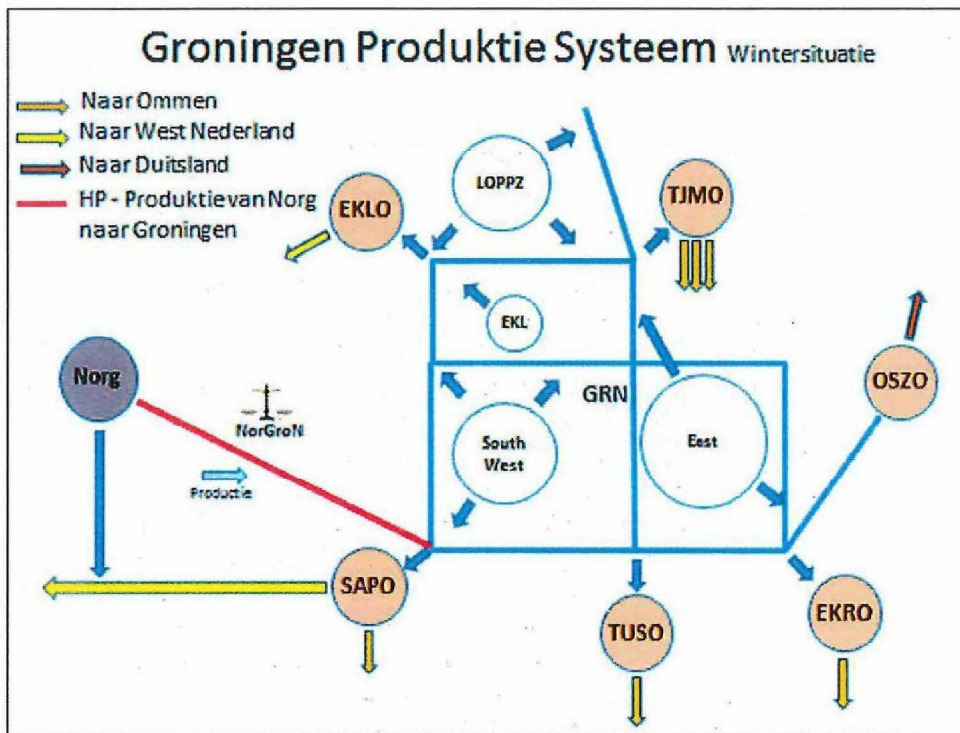 Groningen Produktie Systeem Wintersituatie
Naar Ommen
Naar West Nederland
Naar Duitsland
HP - Produktie van Norg
naar Groningen
LOPPZ
EKLO
TJMO
EKL
Norg
NorGroN
Productie
GRN
OSZO
South
West
Eest
SAPO
TUSO
EKRO